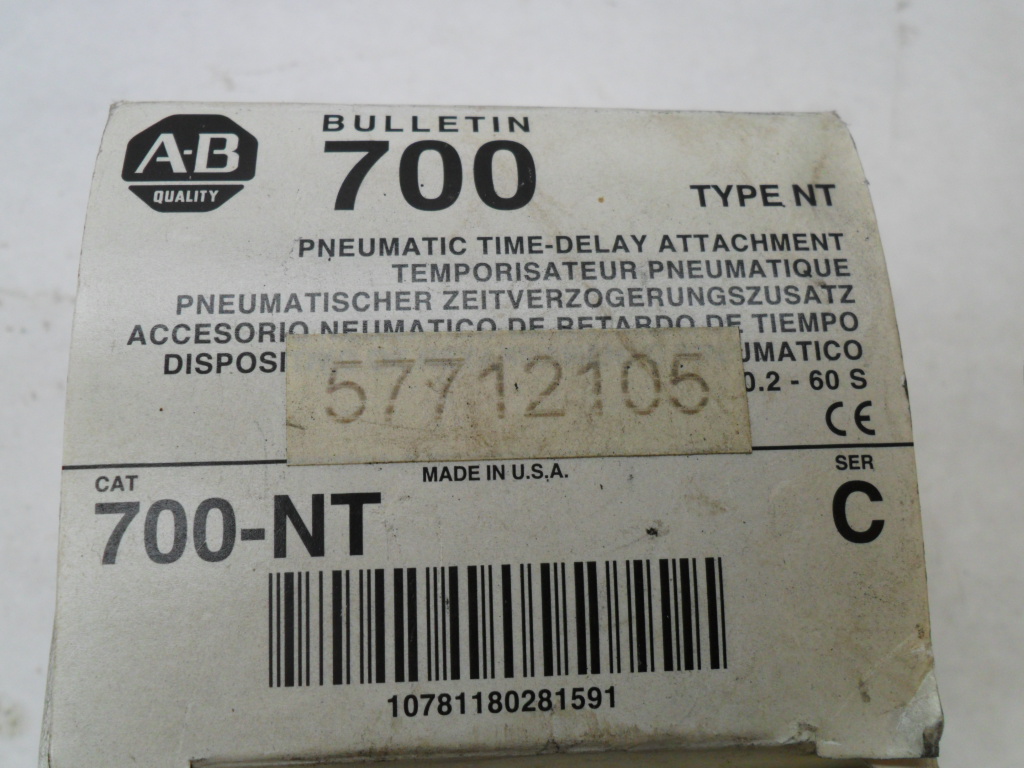 A-B
QUALITY
BULLETIN
700
TYPE NT
PNEUMATIC TIME-DELAY ATTACHMENT
TEMPORISATEUR PNEUMATIQUE
PNEUMATISCHER ZEITVERZOGERUNGSZUSATZ
ACCESORIO NEUMATICO DE RETARDO DE TIEMPO
57712105
0.2 - 60 S
CE
MADE IN U.S.A.
CAT
700-NT
SER
C
10781180281591